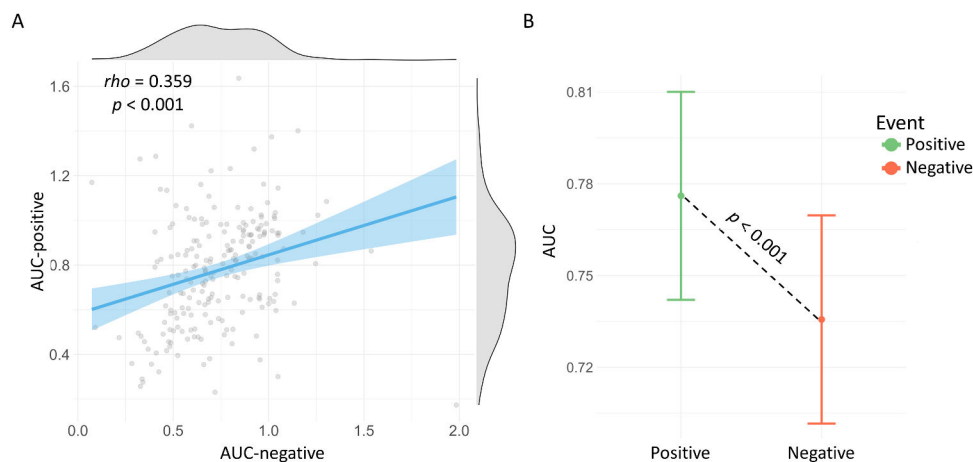 A
rho = 0.359
p < 0.001
AUC-positive
1.6
1.2
0.8
0.4
0.0
0.5
1.0
1.5
2.0
AUC-negative
B
AUC
0.81
0.78
0.75
0.72
p < 0.001
Positive
Negative
Event
Positive
Negative